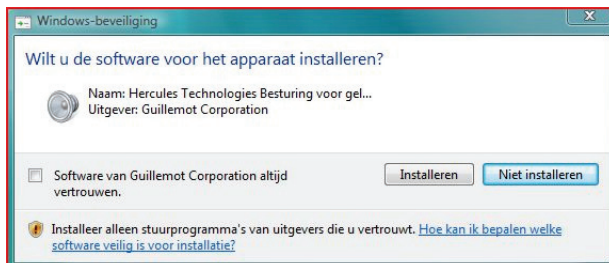 Windows-beveiliging
Wilt u de software voor het apparaat installeren?
Naam: Hercules Technologies Besturing voor gel...
Uitgever: Guillemot Corporation
Software van Guillemot Corporation altijd
vertrouwen.
Installeren
Niet installeren
Installeer alleen stuurprogramma's van uitgevers die u vertrouwt. Hoe kan ik bepalen welke
software veilig is voor installatie?